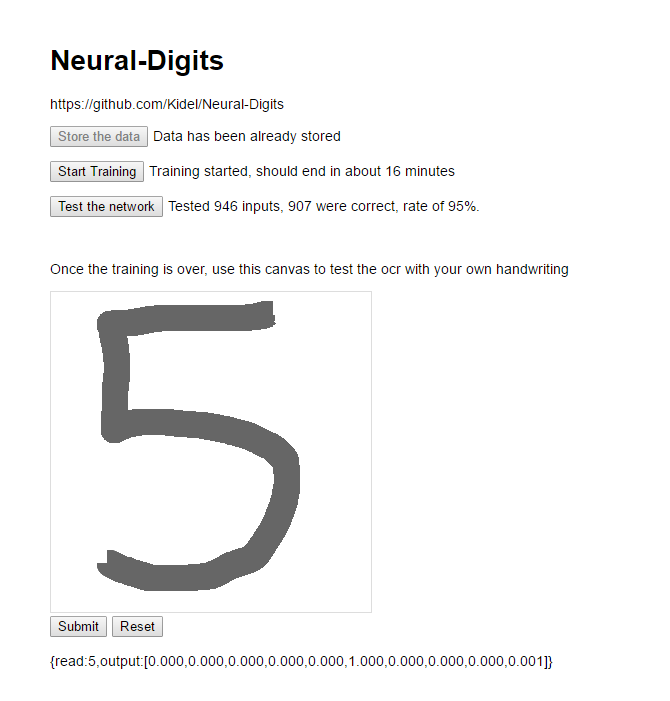 Neural-Digits
https://github.com/Kidel/Neural-Digits
Store the data Data has been already stored
Start Training Training started, should end in about 16 minutes
Test the network Tested 946 inputs, 907 were correct, rate of 95%.
Once the training is over, use this canvas to test the ocr with your own handwriting
5
Submit Reset
{read:5,output:[0.000,0.000,0.000,0.000,0.000,1.000,0.000,0.000,0.000,0.001]}